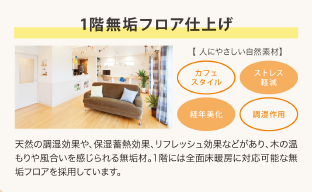 1階無垢フロア仕上げ
【 人にやさしい自然素材】
カフェ
スタイル
ストレス
軽減
経年美化
調湿作用
天然の調湿効果や、保湿蓄熱効果、リフレッシュ効果などがあり、木の温
もりや風合いを感じられる無垢材。1階には全面床暖房に対応可能な無
垢フロアを採用しています。